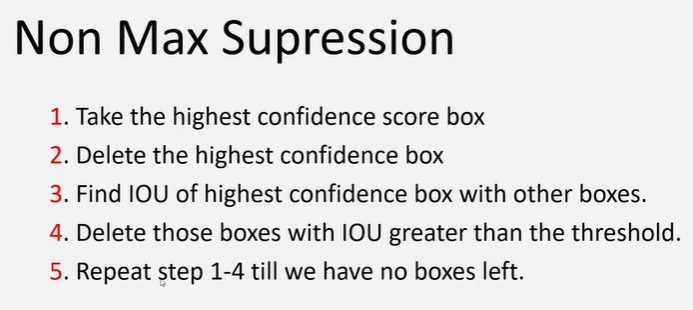 Non Max Supression
1. Take the highest confidence score box
2. Delete the highest confidence box
3. Find IOU of highest confidence box with other boxes.
4. Delete those boxes with IOU greater than the threshold.
5. Repeat step 1-4 till we have no boxes left.